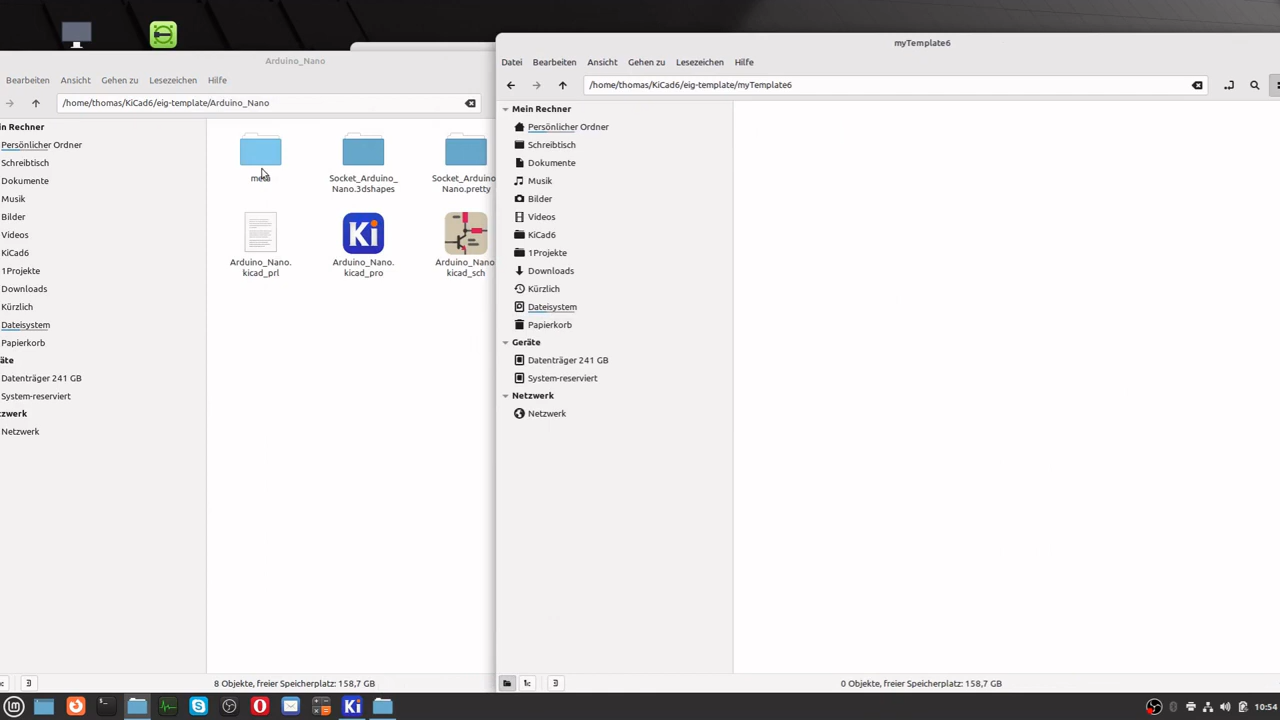 Arduino_Nano
Bearbeiten Ansicht Gehen zu Lesezeichen Hilfe
/home/thomas/KiCad6/eig-template/Arduino_Nano
in Rechner
Persönlicher Ordner
Schreibtisch
Dokumente
Musik
Bilder
Videos
KiCad6
1Projekte
Downloads
Kürzlich
Dateisystem
Papierkorb
äte
Datenträger 241 GB
System-reserviert
tzwerk
Netzwerk
Socket_Arduino_
Nano.3dshapes
Socket_Arduino
Nano.pretty
Arduino_Nano.
kicad_prl
Arduino_Nano.
kicad_pro
Arduino_Nano
kicad_sch
8 Objekte, freier Speicherplatz: 158,7 GB
myTemplate6
Datei Bearbeiten Ansicht Gehen zu Lesezeichen Hilfe
/home/thomas/KiCad6/eig-template/myTemplate6
Mein Rechner
Persönlicher Ordner
Schreibtisch
Dokumente
Musik
Bilder
Videos
KiCad6
1Projekte
Downloads
Kürzlich
Dateisystem
Papierkorb
Geräte
Datenträger 241 GB
System-reserviert
Netzwerk
Netzwerk
0 Objekte, freier Speicherplatz: 158,7 GB
10:54